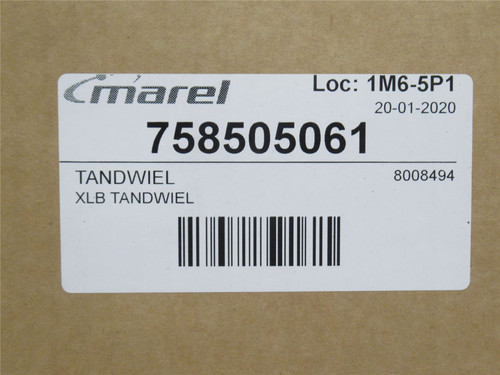 marel
Loc: 1M6-5P1
20-01-2020
758505061
TANDWIEL
8008494
XLB TANDWIEL